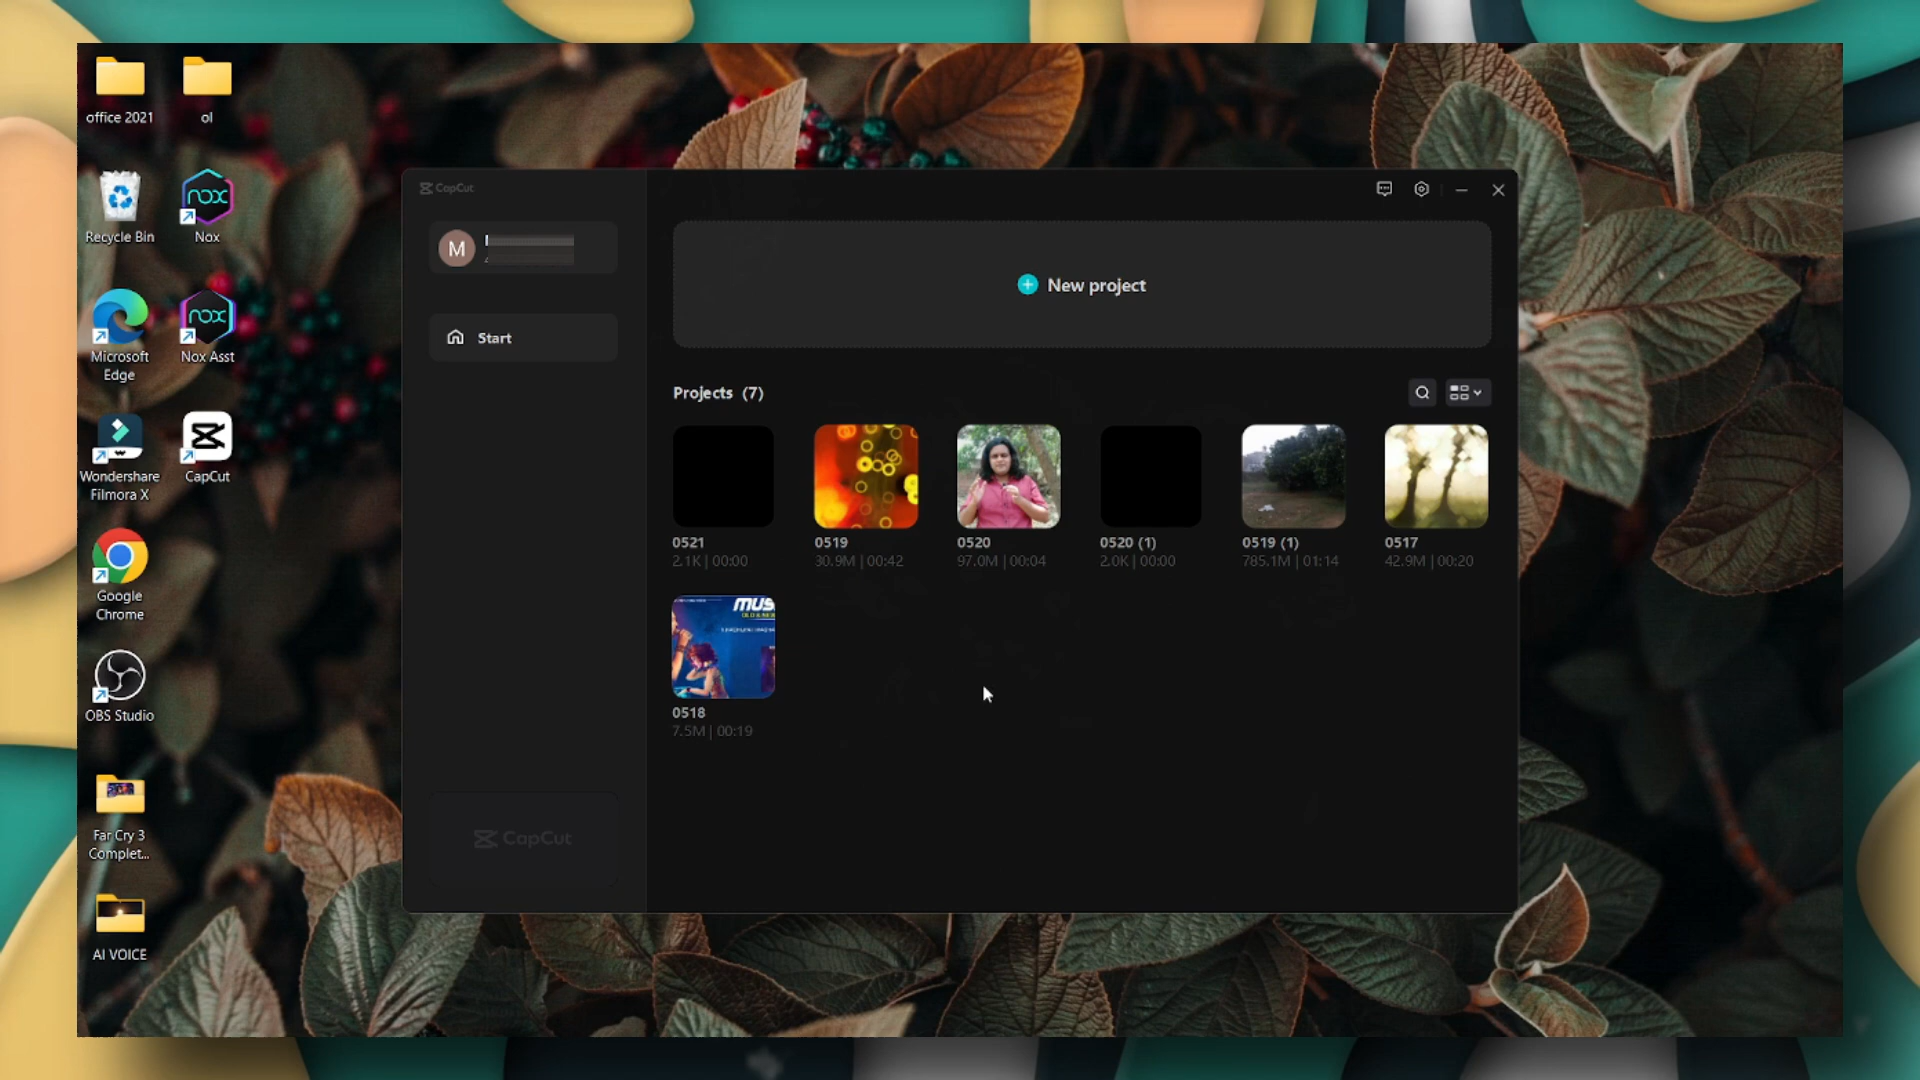 office 2021
ol
Recycle Bin
Nox
Microsoft
Edge
Nox Asst
Wondershare
Filmora X
CapCut
Google
Chrome
OBS Studio
Far Cry 3
Complet...
AI VOICE
CapCut
M
Start
CapCut
New project
Projects (7)
0521
2.1K | 00:00
0519
30.9M | 00:42
0520
97.0M | 00:04
0520 (1)
2.0K | 00:00
0519 (1)
785.1M | 01:14
0517
42.9M | 00:20
MUS
0518
7.5M | 00:19